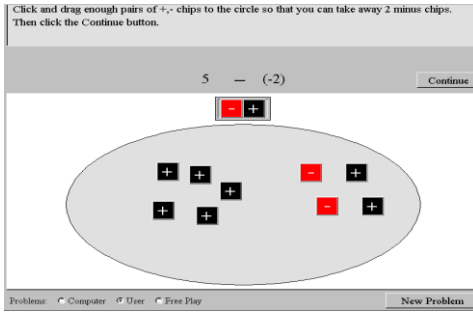 Click and drag enough pairs of +,- chips to the circle so that you can take away 2 minus chips.
Then click the Continue button.
5 – (-2)
Continue
- +
+ + - +
+
+ + - +
Problems: Computer User Free Play New Problem